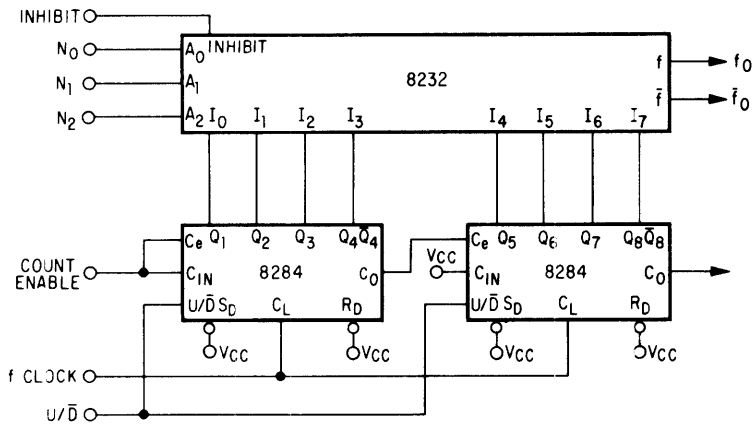 INHIBIT
N0 A0 INHIBIT 8232 f f0
N1 A1 f̄ f̄0
N2 A2 I0 I1 I2 I3 I4 I5 I6 I7
Ce Q1 Q2 Q3 Q4 Q̄4 Ce Q5 Q6 Q7 Q8 Q̄8
COUNT ENABLE CIN 8284 CO VCC CIN 8284 CO
U/D̄ SD CL RD U/D̄ SD CL RD
VCC VCC VCC VCC
f CLOCK
U/D̄